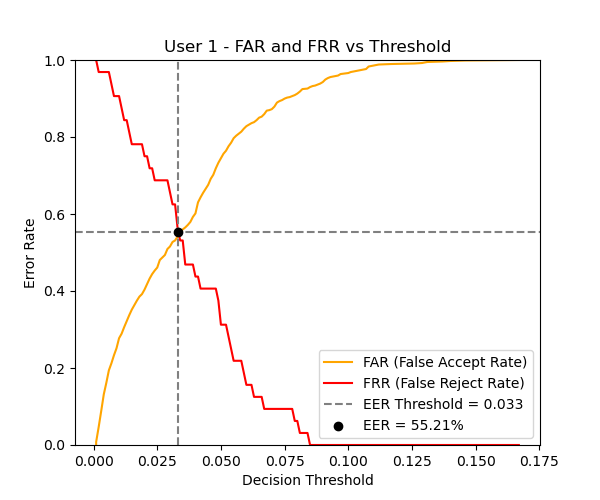 User 1 - FAR and FRR vs Threshold
1.0
0.8
0.6
0.4
0.2
0.0
Error Rate
FAR (False Accept Rate)
FRR (False Reject Rate)
EER Threshold = 0.033
EER = 55.21%
0.000 0.025 0.050 0.075 0.100 0.125 0.150 0.175
Decision Threshold